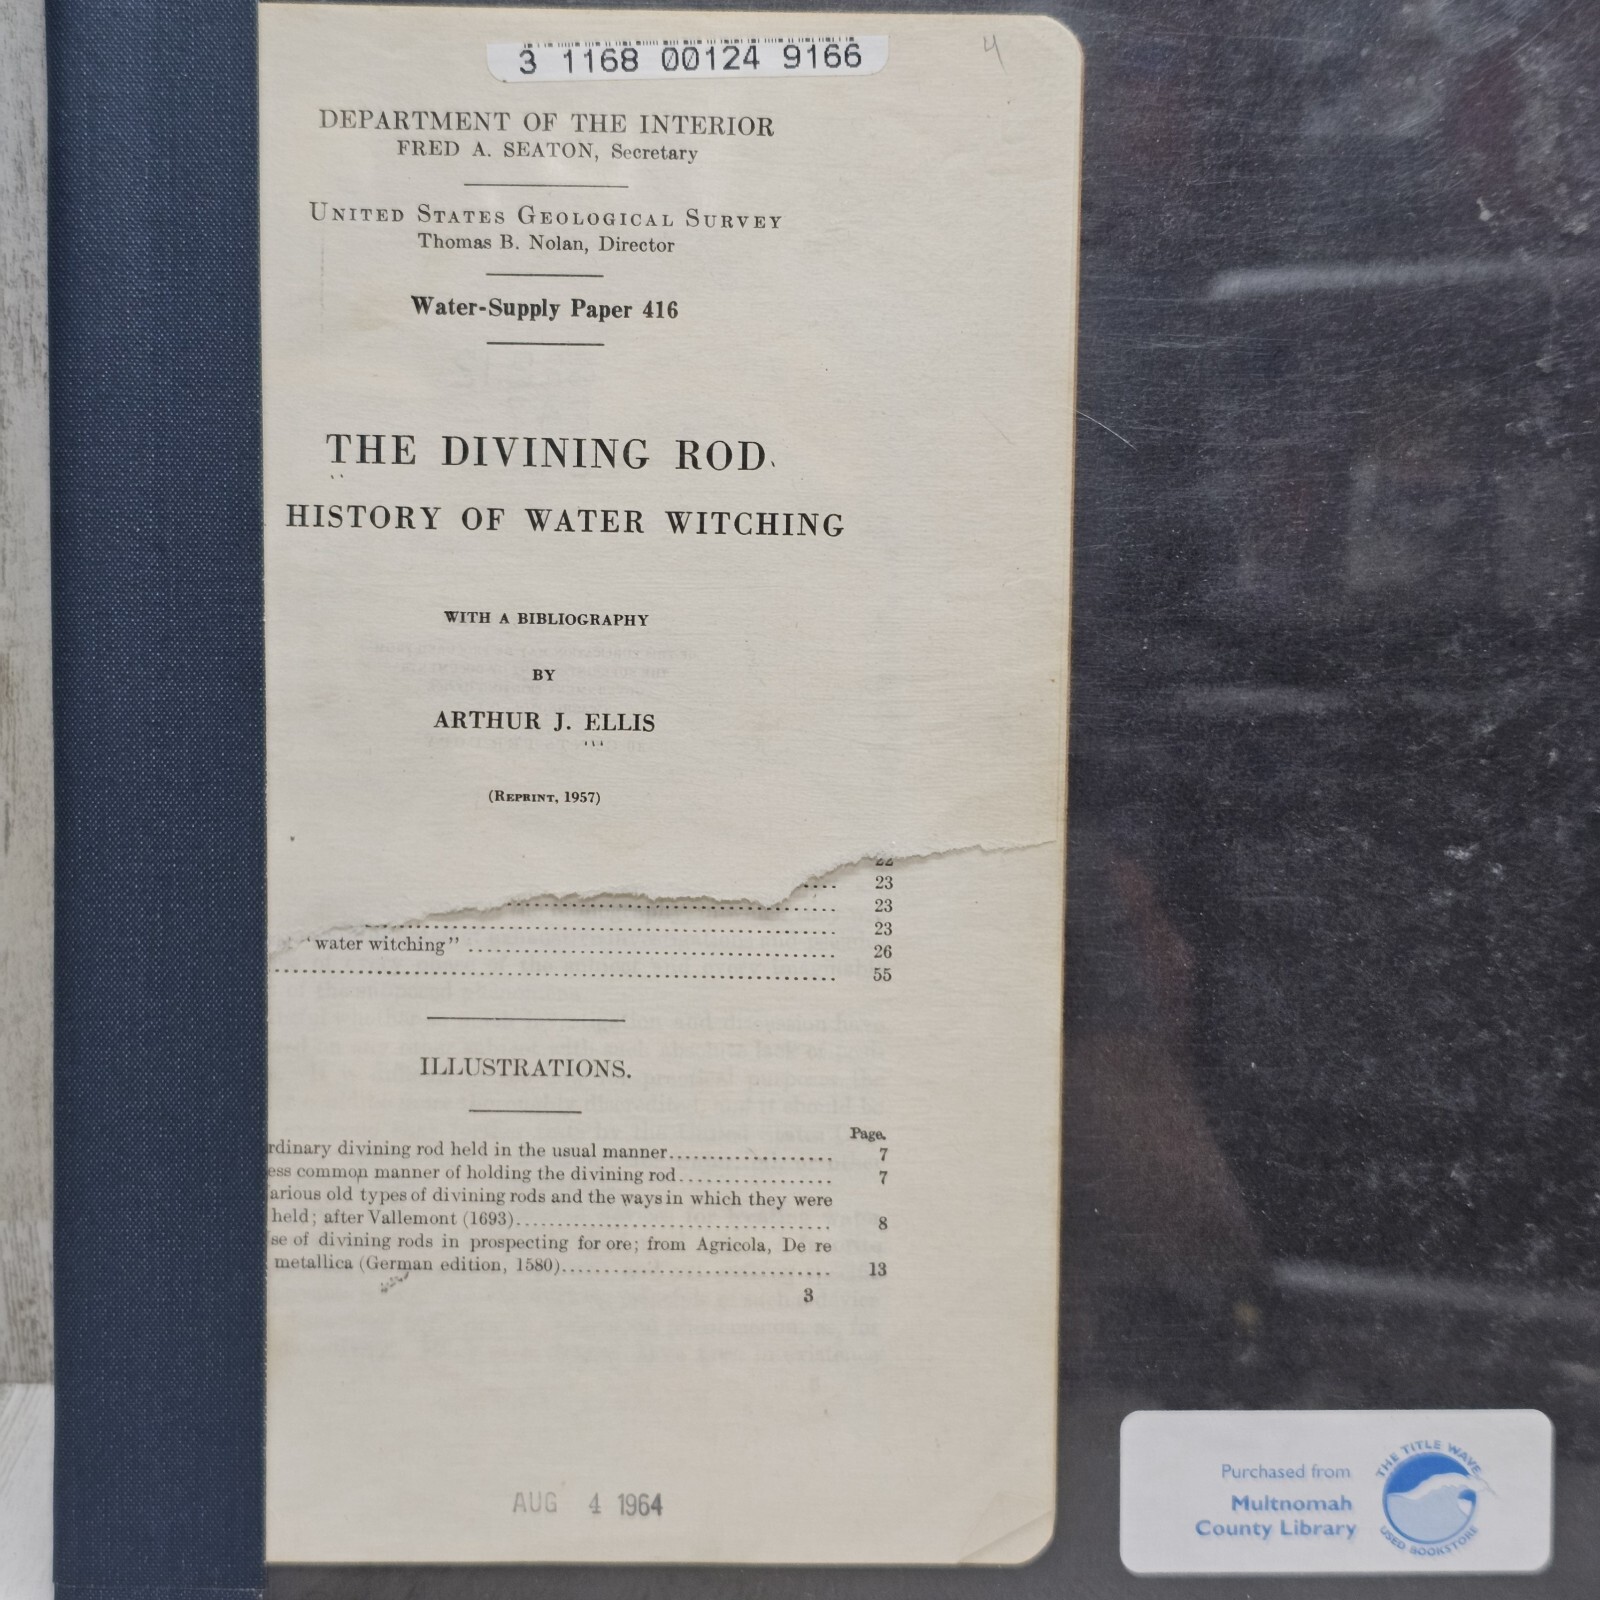 3 1168 00124 9166
4
DEPARTMENT OF THE INTERIOR
FRED A. SEATON, Secretary
UNITED STATES GEOLOGICAL SURVEY
Thomas B. Nolan, Director
Water-Supply Paper 416
THE DIVINING ROD
HISTORY OF WATER WITCHING
WITH A BIBLIOGRAPHY
BY
ARTHUR J. ELLIS
(REPRINT, 1957)
22
.... 23
........ 23
........ 23
"water witching" ........ 26
........ 55
ILLUSTRATIONS.
Page.
rdinary divining rod held in the usual manner........ 7
ess common manner of holding the divining rod........ 7
arious old types of divining rods and the ways in which they were
held; after Vallemont (1693)........ 8
se of divining rods in prospecting for ore; from Agricola, De re
metallica (German edition, 1580)........ 13
3
AUG 4 1964
Purchased from
Multnomah
County Library
THE TITLE WAVE
USED BOOKSTORE